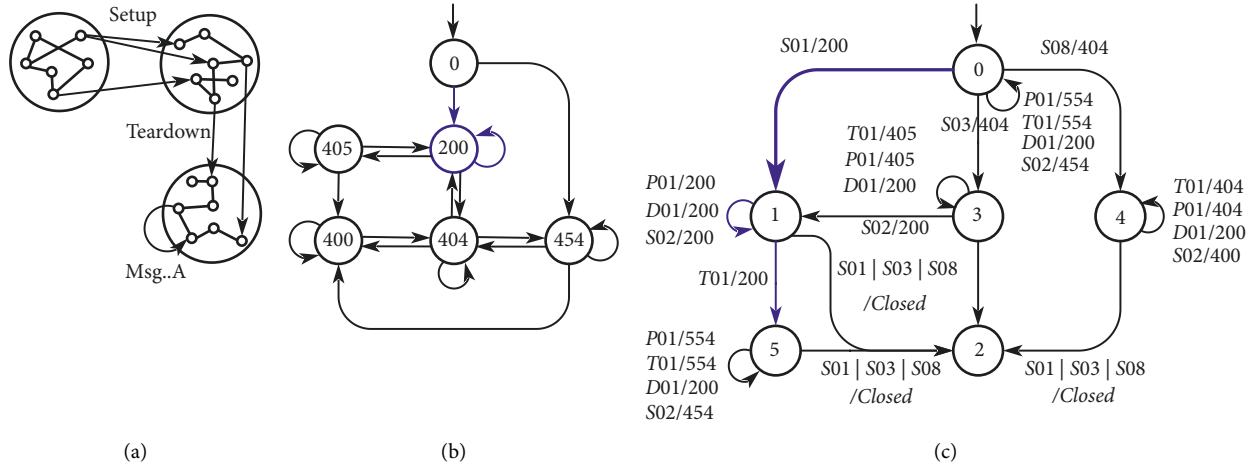 Setup
Teardown
Msg..A
(a)
0
405
200
400
404
454
(b)
S01/200
0
S08/404
S03/404
P01/554
T01/554
D01/200
S02/454
T01/405
P01/405
D01/200
P01/200
D01/200
S02/200
1
S02/200
3
4
T01/404
P01/404
D01/200
S02/400
T01/200
S01 | S03 | S08
/Closed
P01/554
T01/554
D01/200
S02/454
5
S01 | S03 | S08
/Closed
2
S01 | S03 | S08
/Closed
(c)